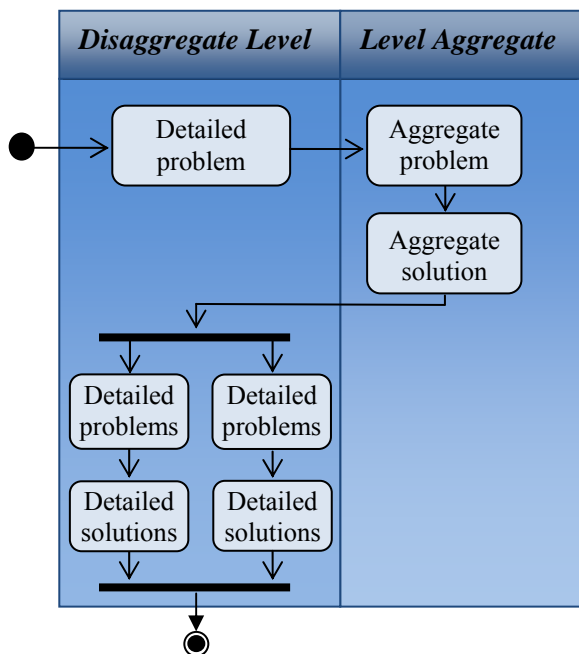 Disaggregate Level
Level Aggregate
Detailed
problem
Aggregate
problem
Aggregate
solution
Detailed
problems
Detailed
problems
Detailed
solutions
Detailed
solutions